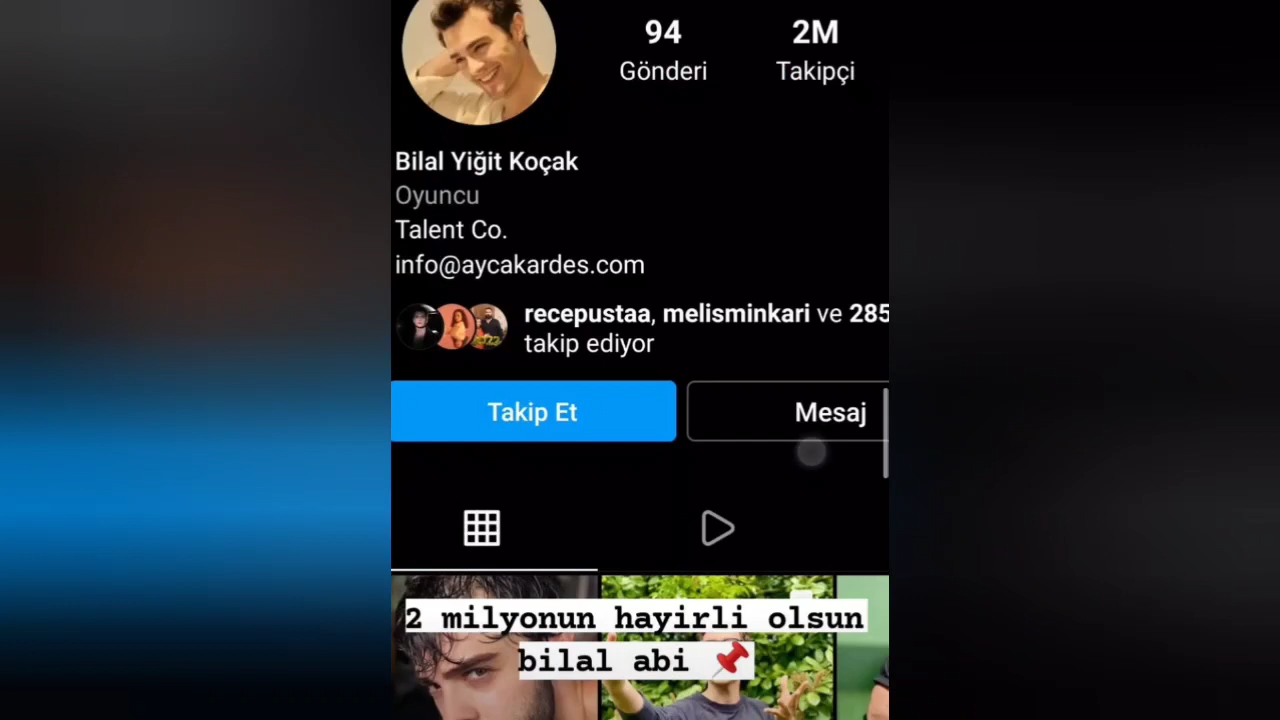 94
2M
Gönderi
Takipçi
Bilal Yiğit Koçak
Oyuncu
Talent Co.
info@aycakardes.com
recepustaa, melisminkari ve 285
takip ediyor
Takip Et
Mesaj
2 milyonun hayirli olsun
bilal abi 📌